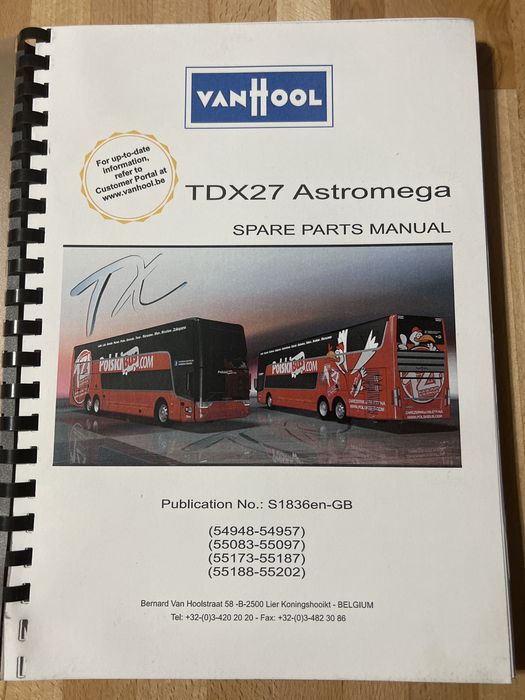 VANHOOL
For up-to-date
information,
refer to
Customer Portal at
www.vanhool.be
TDX27 Astromega
SPARE PARTS MANUAL
TX
PolskiBus.COM
Publication No.: S1836en-GB
(54948-54957)
(55083-55097)
(55173-55187)
(55188-55202)
Bernard Van Hoolstraat 58 -B-2500 Lier Koningshooikt - BELGIUM
Tel: +32-(0)3-420 20 20 - Fax: +32-(0)3-482 30 86